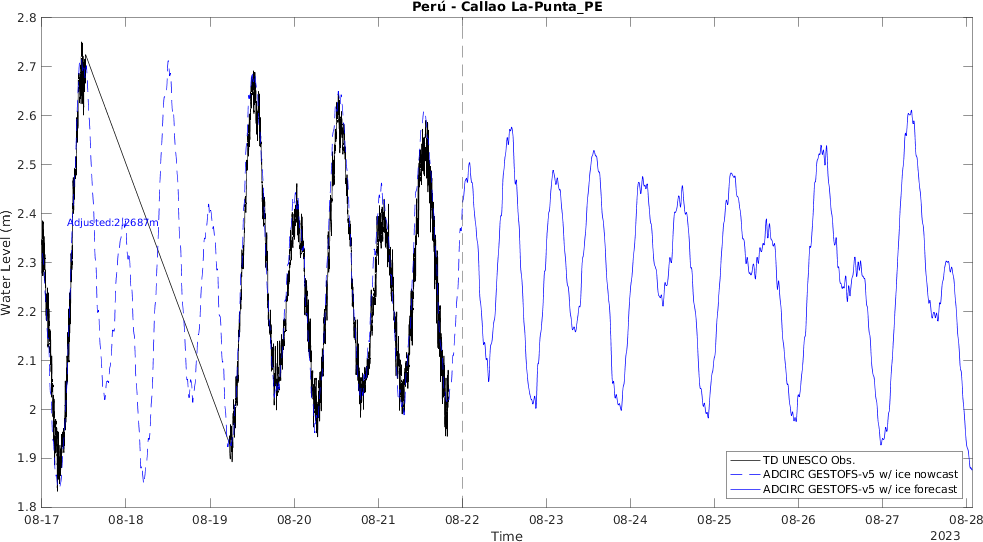 Perú - Callao La-Punta_PE
Water Level (m)
2.8
2.7
2.6
2.5
2.4
2.3
2.2
2.1
2
1.9
1.8
Adjusted:2.2687m
TD UNESCO Obs.
ADCIRC GESTOFS-v5 w/ ice nowcast
ADCIRC GESTOFS-v5 w/ ice forecast
08-17 08-18 08-19 08-20 08-21 08-22 08-23 08-24 08-25 08-26 08-27 08-28
Time
2023